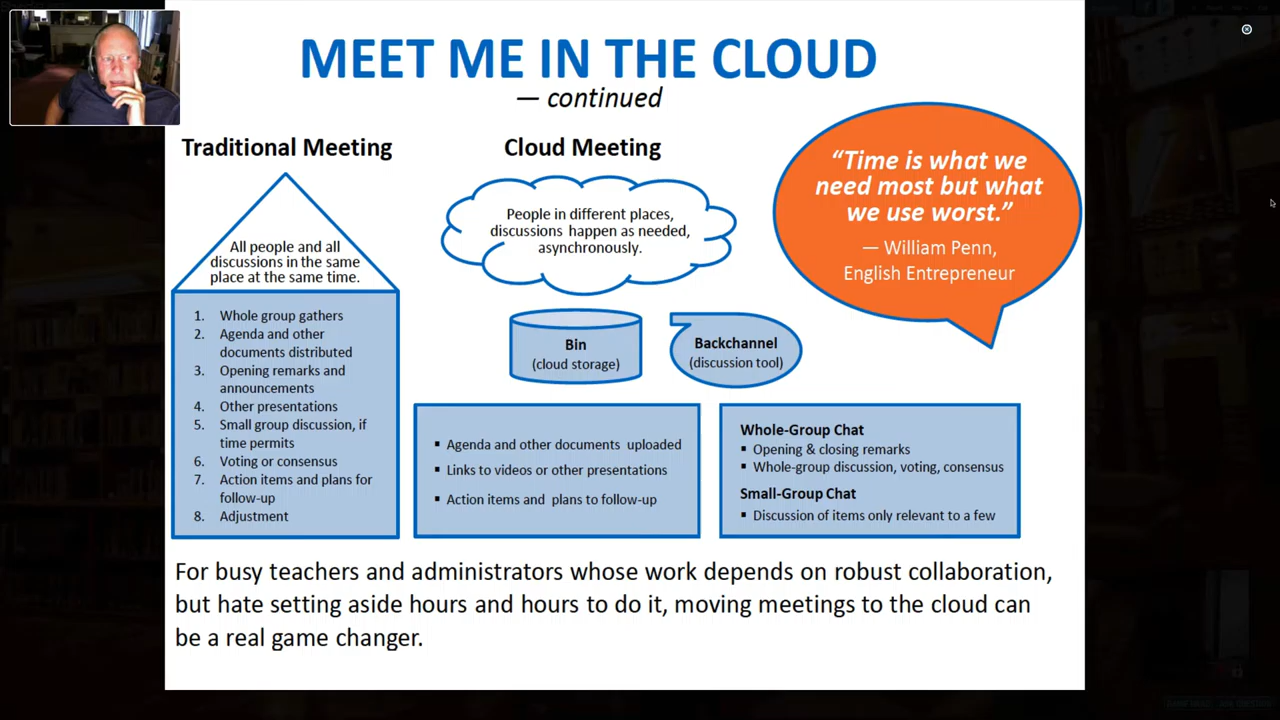 MEET ME IN THE CLOUD
— continued
Traditional Meeting
All people and all
discussions in the same
place at the same time.
1. Whole group gathers
2. Agenda and other
documents distributed
3. Opening remarks and
announcements
4. Other presentations
5. Small group discussion, if
time permits
6. Voting or consensus
7. Action items and plans for
follow-up
8. Adjustment
Cloud Meeting
People in different places,
discussions happen as needed,
asynchronously.
Bin
(cloud storage)
Backchannel
(discussion tool)
▪ Agenda and other documents uploaded
▪ Links to videos or other presentations
▪ Action items and plans to follow-up
Whole-Group Chat
▪ Opening & closing remarks
▪ Whole-group discussion, voting, consensus
Small-Group Chat
▪ Discussion of items only relevant to a few
“Time is what we
need most but what
we use worst.”
— William Penn,
English Entrepreneur
For busy teachers and administrators whose work depends on robust collaboration,
but hate setting aside hours and hours to do it, moving meetings to the cloud can
be a real game changer.